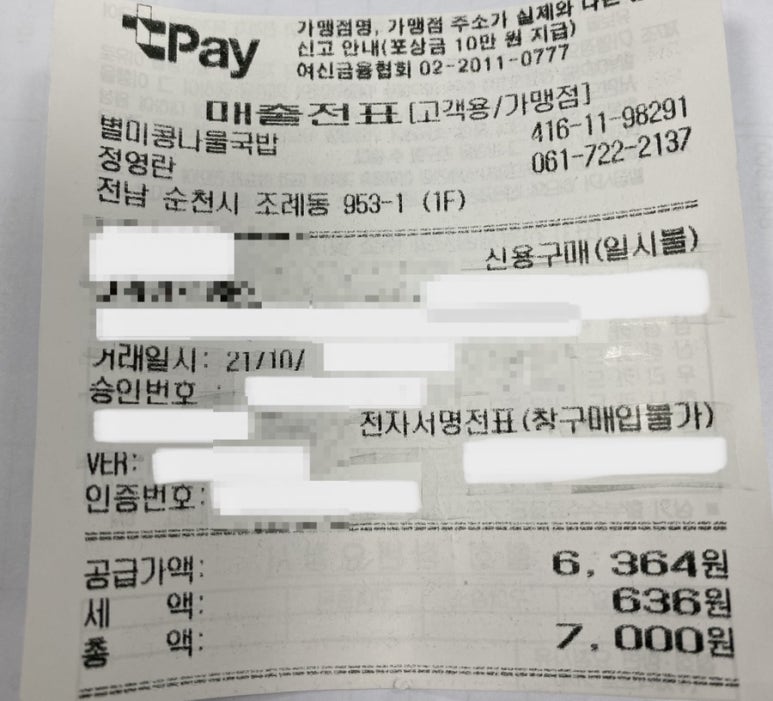 tPay
가맹점명, 가맹점 주소가 실제와
신고 안내(포상금 10만 원 지급)
여신금융협회 02-2011-0777
매출전표[고객용/가맹점]
별미콩나물국밥 416-11-98291
정영란 061-722-2137
전남 순천시 조례동 953-1 (1F)
신용구매(일시불)
거래일시: 21/10/
승인번호 :
전자서명전표(창구매입불가)
VER:
인증번호:
공급가액: 6,364원
세 액: 636원
총 액: 7,000원